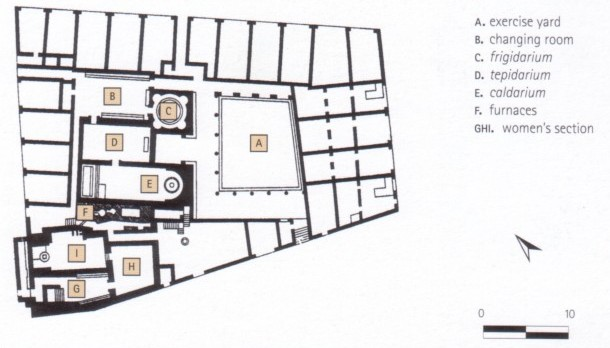 A. exercise yard
B. changing room
C. frigidarium
D. tepidarium
E. caldarium
F. furnaces
GHI. women's section
B
C
D
A
E
F
I
H
G
0 10